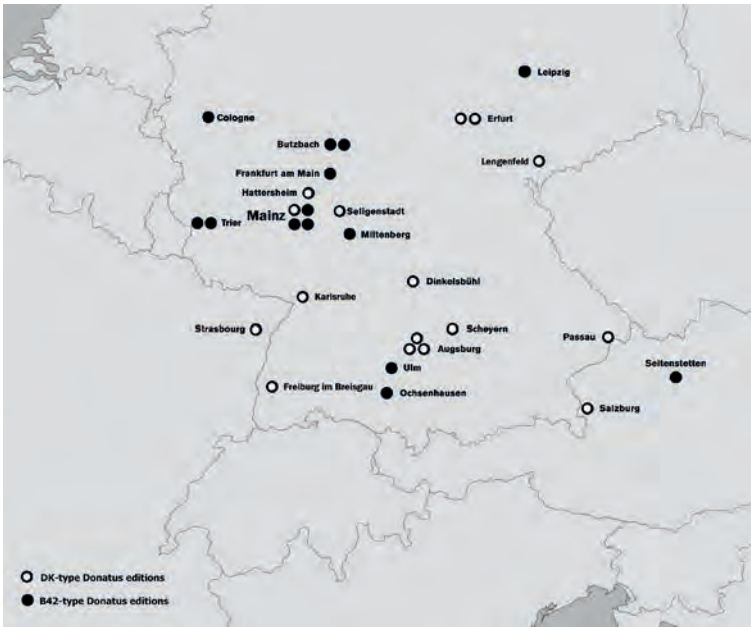 Leipzig
Cologne
Erfurt
Butzbach
Lengenfeld
Frankfurt am Main
Hattersheim
Mainz
Seligenstadt
Trier
Miltenberg
Dinkelsbühl
Karlsruhe
Strasbourg
Scheyern
Passau
Augsburg
Seitenstetten
Ulm
Freiburg im Breisgau
Ochsenhausen
Salzburg
DK-type Donatus editions
B42-type Donatus editions